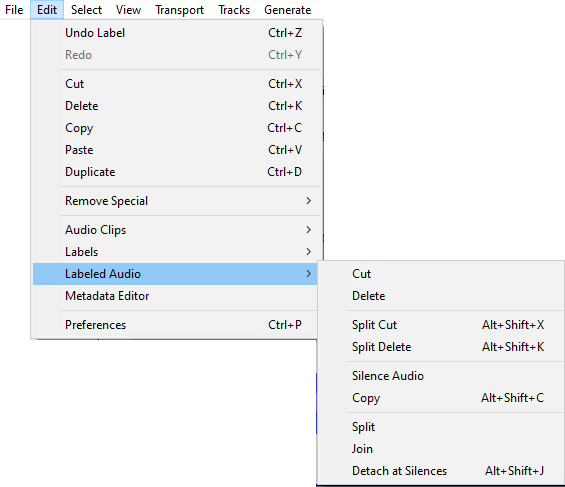 File Edit Select View Transport Tracks Generate
Undo Label Ctrl+Z
Redo Ctrl+Y
Cut Ctrl+X
Delete Ctrl+K
Copy Ctrl+C
Paste Ctrl+V
Duplicate Ctrl+D
Remove Special >
Audio Clips >
Labels >
Labeled Audio >
Metadata Editor
Preferences Ctrl+P
Cut
Delete
Split Cut Alt+Shift+X
Split Delete Alt+Shift+K
Silence Audio
Copy Alt+Shift+C
Split
Join
Detach at Silences Alt+Shift+J